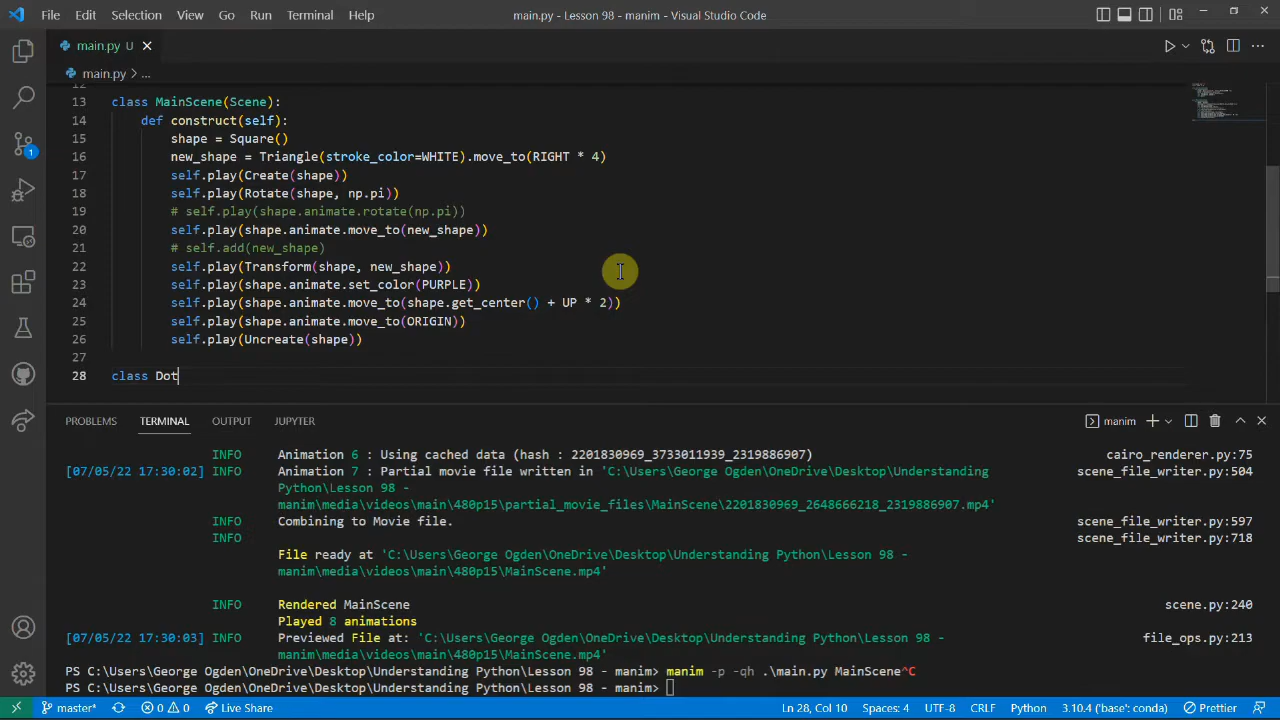 File Edit Selection View Go Run Terminal Help
main.py - Lesson 98 - manim - Visual Studio Code
main.py U
main.py > ...
12
13 class MainScene(Scene):
14 def construct(self):
15 shape = Square()
16 new_shape = Triangle(stroke_color=WHITE).move_to(RIGHT * 4)
17 self.play(Create(shape))
18 self.play(Rotate(shape, np.pi))
19 # self.play(shape.animate.rotate(np.pi))
20 self.play(shape.animate.move_to(new_shape))
21 # self.add(new_shape)
22 self.play(Transform(shape, new_shape))
23 self.play(shape.animate.set_color(PURPLE))
24 self.play(shape.animate.move_to(shape.get_center() + UP * 2))
25 self.play(shape.animate.move_to(ORIGIN))
26 self.play(Uncreate(shape))
27
28 class Dot
PROBLEMS TERMINAL OUTPUT JUPYTER manim
INFO Animation 6 : Using cached data (hash : 2201830969_3733011939_2319886907) cairo_renderer.py:75
[07/05/22 17:30:02] INFO Animation 7 : Partial movie file written in 'C:\Users\George Ogden\OneDrive\Desktop\Understanding scene_file_writer.py:504
Python\Lesson 98 -
manim\media\videos\main\480p15\partial_movie_files\MainScene\2201830969_2648666218_2319886907.mp4'
INFO Combining to Movie file. scene_file_writer.py:597
INFO scene_file_writer.py:718
File ready at 'C:\Users\George Ogden\OneDrive\Desktop\Understanding Python\Lesson 98 -
manim\media\videos\main\480p15\MainScene.mp4'
INFO Rendered MainScene scene.py:240
Played 8 animations
[07/05/22 17:30:03] INFO Previewed File at: 'C:\Users\George Ogden\OneDrive\Desktop\Understanding Python\Lesson 98 - file_ops.py:213
manim\media\videos\main\480p15\MainScene.mp4'
PS C:\Users\George Ogden\OneDrive\Desktop\Understanding Python\Lesson 98 - manim> manim -p -qh .\main.py MainScene^C
PS C:\Users\George Ogden\OneDrive\Desktop\Understanding Python\Lesson 98 - manim>
master* 0 0 Live Share Ln 28, Col 10 Spaces: 4 UTF-8 CRLF Python 3.10.4 ('base': conda) Prettier